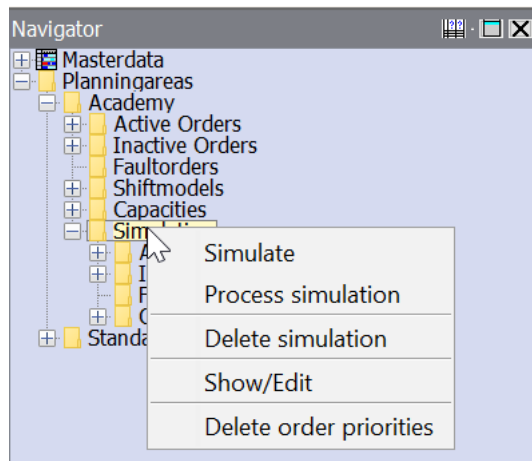 Navigator
Masterdata
Planningareas
Academy
Active Orders
Inactive Orders
Faultorders
Shiftmodels
Capacities
Simulate
Process simulation
Delete simulation
Show/Edit
Delete order priorities